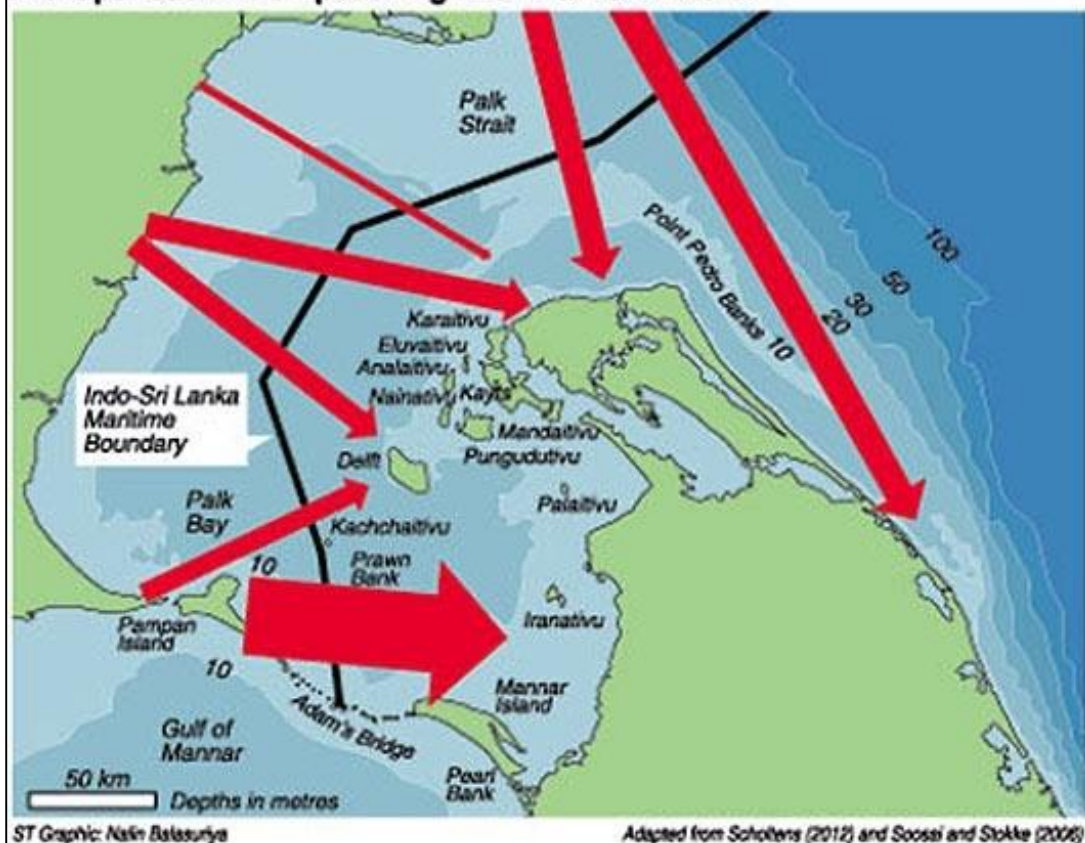 Palk
Strait
Point Pedro Banks
100
50
30
20
10
Karaitivu
Eluvaitivu
Analaitivu
Nainativu
Kayts
Mandaitivu
Pungudutivu
Indo-Sri Lanka
Maritime
Boundary
Delft
Palaitivu
Palk
Bay
Kachchaitivu
10
Prawn
Bank
Iranativu
Pampan
Island
10
Mannar
Island
Adam's Bridge
Gulf of
Mannar
Pearl
Bank
50 km
Depths in metres
ST Graphic: Nalin Balasuriya
Adapted from Scholtens (2012) and Soosai and Stokke (2006)